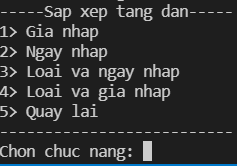 -----Sap xep tang dan-----
1> Gia nhap
2> Ngay nhap
3> Loai va ngay nhap
4> Loai va gia nhap
5> Quay lai
--------------------------
Chon chuc nang: